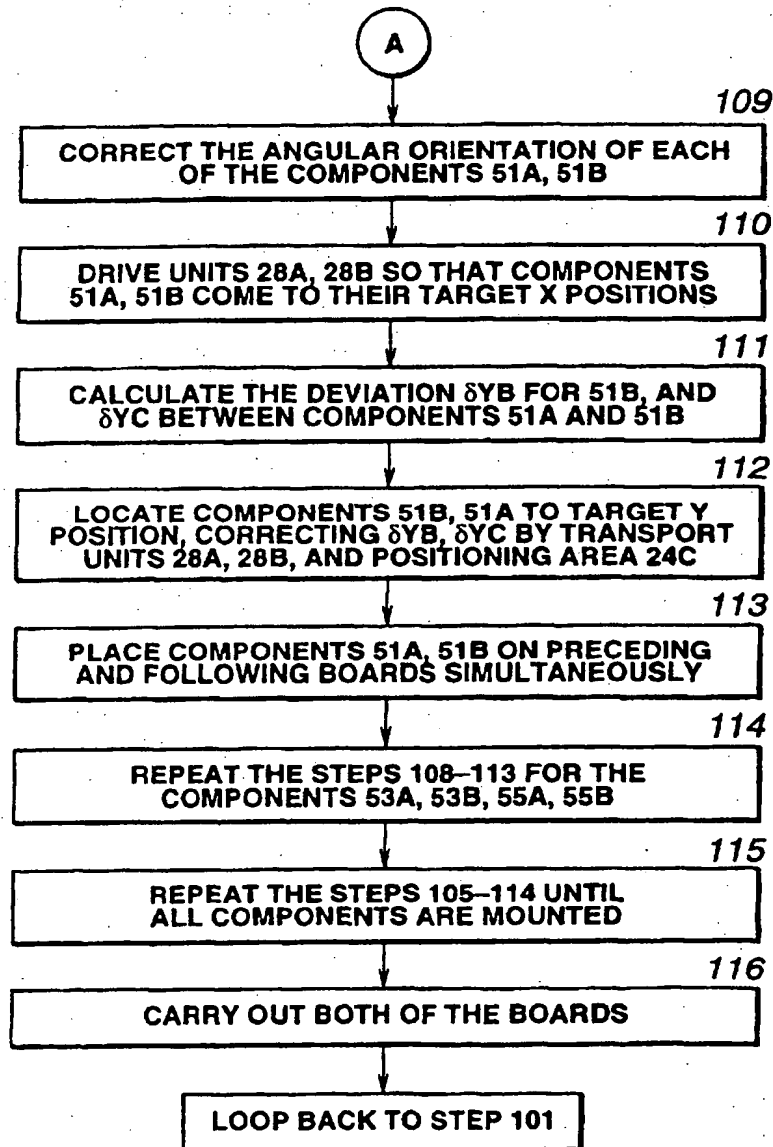 A
109
CORRECT THE ANGULAR ORIENTATION OF EACH
OF THE COMPONENTS 51A, 51B
110
DRIVE UNITS 28A, 28B SO THAT COMPONENTS
51A, 51B COME TO THEIR TARGET X POSITIONS
111
CALCULATE THE DEVIATION δYB FOR 51B, AND
δYC BETWEEN COMPONENTS 51A AND 51B
112
LOCATE COMPONENTS 51B, 51A TO TARGET Y
POSITION, CORRECTING δYB, δYC BY TRANSPORT
UNITS 28A, 28B, AND POSITIONING AREA 24C
113
PLACE COMPONENTS 51A, 51B ON PRECEDING
AND FOLLOWING BOARDS SIMULTANEOUSLY
114
REPEAT THE STEPS 108–113 FOR THE
COMPONENTS 53A, 53B, 55A, 55B
115
REPEAT THE STEPS 105–114 UNTIL
ALL COMPONENTS ARE MOUNTED
116
CARRY OUT BOTH OF THE BOARDS
LOOP BACK TO STEP 101